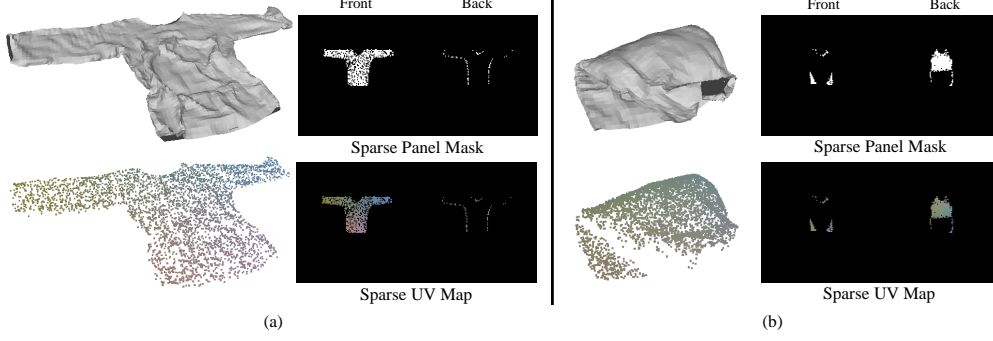 Front Back
Sparse Panel Mask
Sparse UV Map
(a)
Front Back
Sparse Panel Mask
Sparse UV Map
(b)